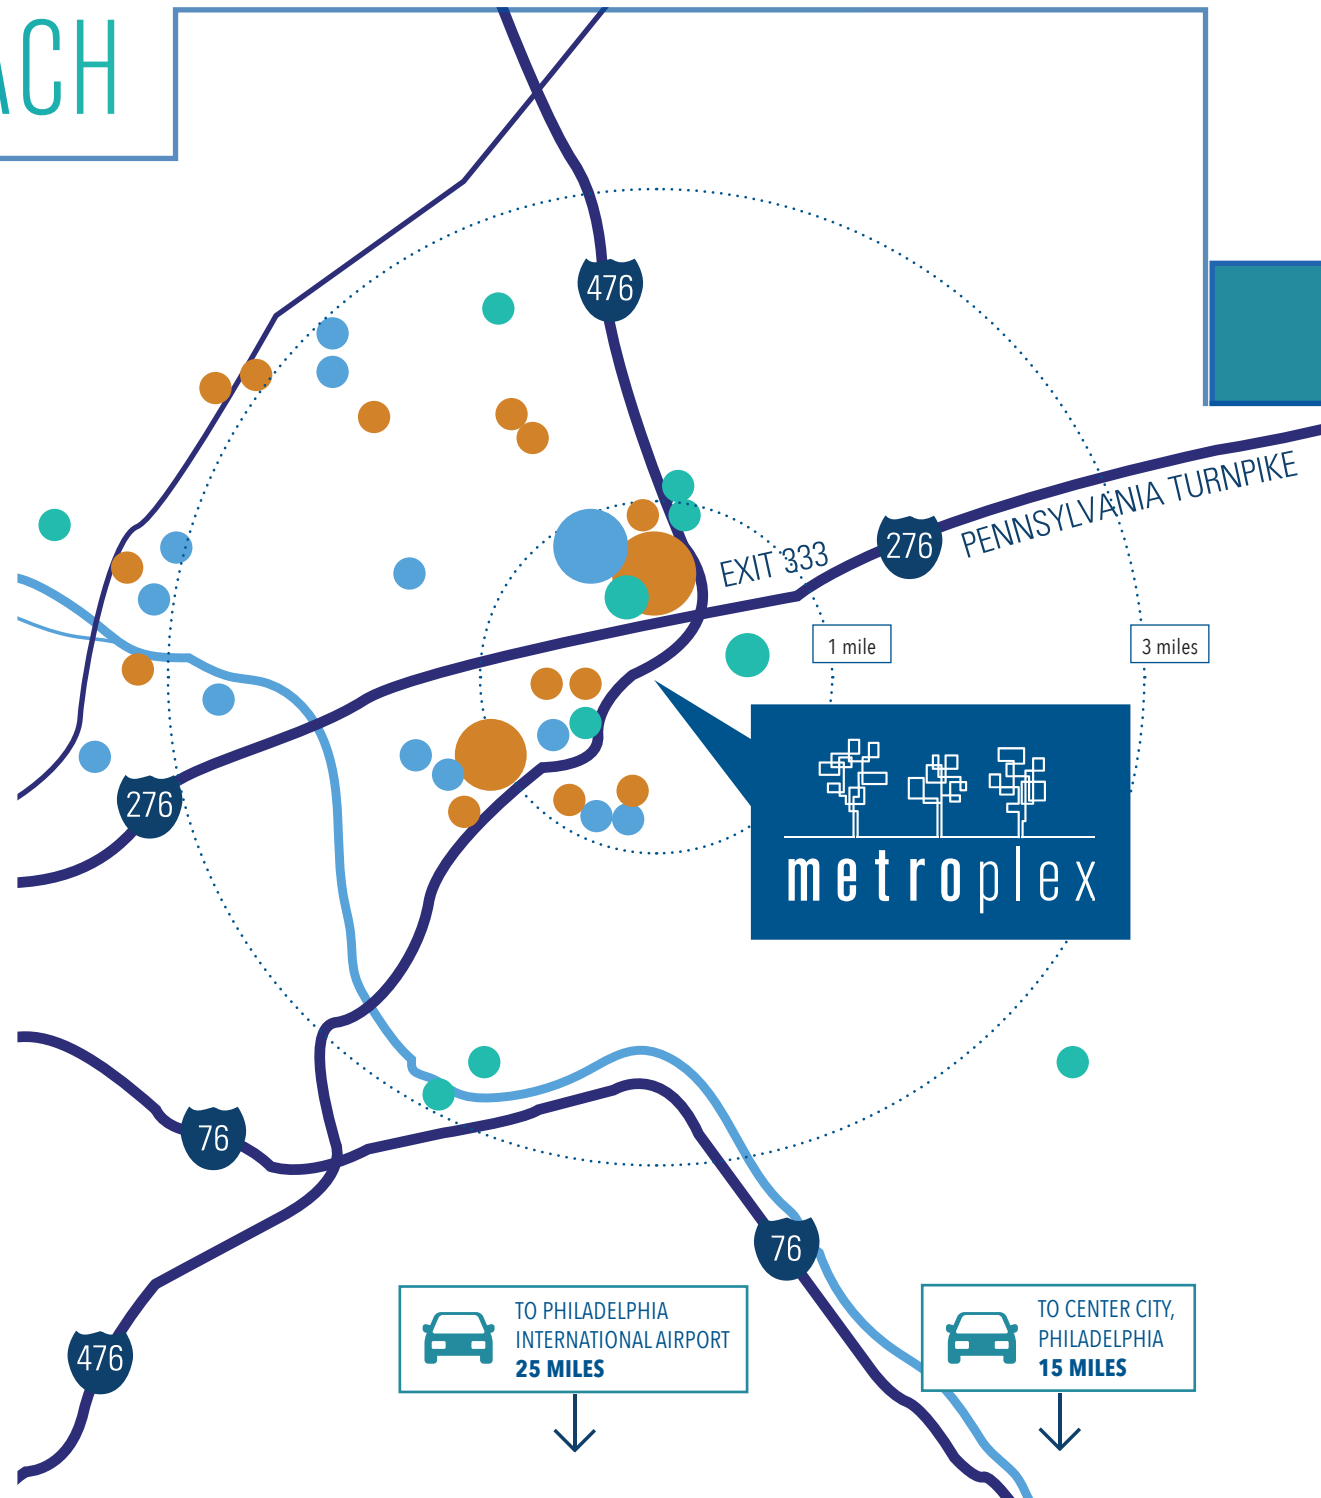 ACH
476
PENNSYLVANIA TURNPIKE
276
EXIT 333
1 mile
3 miles
276
metroplex
76
76
476
TO PHILADELPHIA
INTERNATIONAL AIRPORT
25 MILES
TO CENTER CITY,
PHILADELPHIA
15 MILES